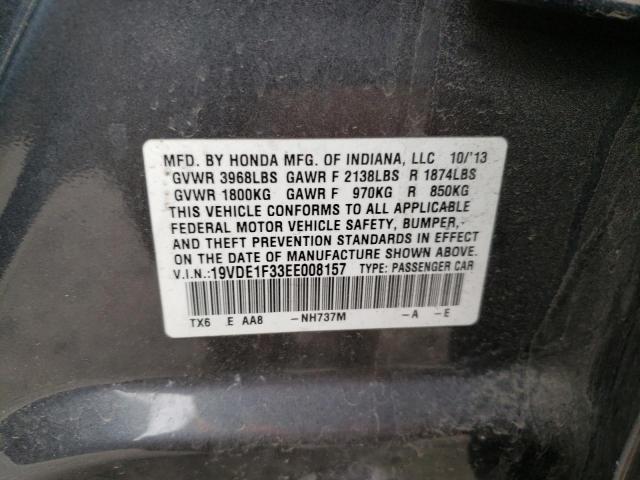 MFD. BY HONDA MFG. OF INDIANA, LLC 10/'13
GVWR 3968LBS GAWR F 2138LBS R 1874LBS
GVWR 1800KG GAWR F 970KG R 850KG
THIS VEHICLE CONFORMS TO ALL APPLICABLE
FEDERAL MOTOR VEHICLE SAFETY, BUMPER,
AND THEFT PREVENTION STANDARDS IN EFFECT
ON THE DATE OF MANUFACTURE SHOWN ABOVE.
V.I.N.:19VDE1F33EE008157 TYPE: PASSENGER CAR
TX6 E AA8 -NH737M -A -E